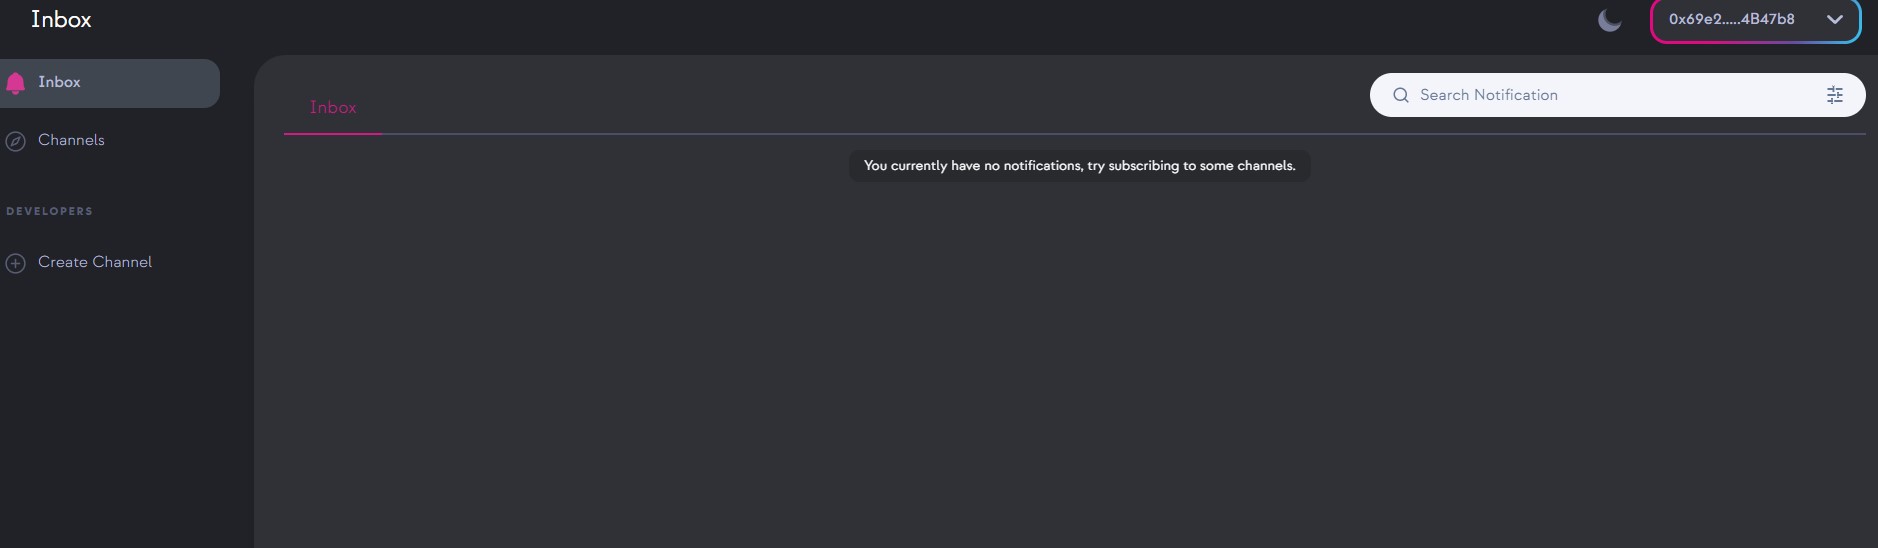 Inbox
0x69e2.....4B47b8
Inbox
Channels
DEVELOPERS
Create Channel
Inbox
Search Notification
You currently have no notifications, try subscribing to some channels.